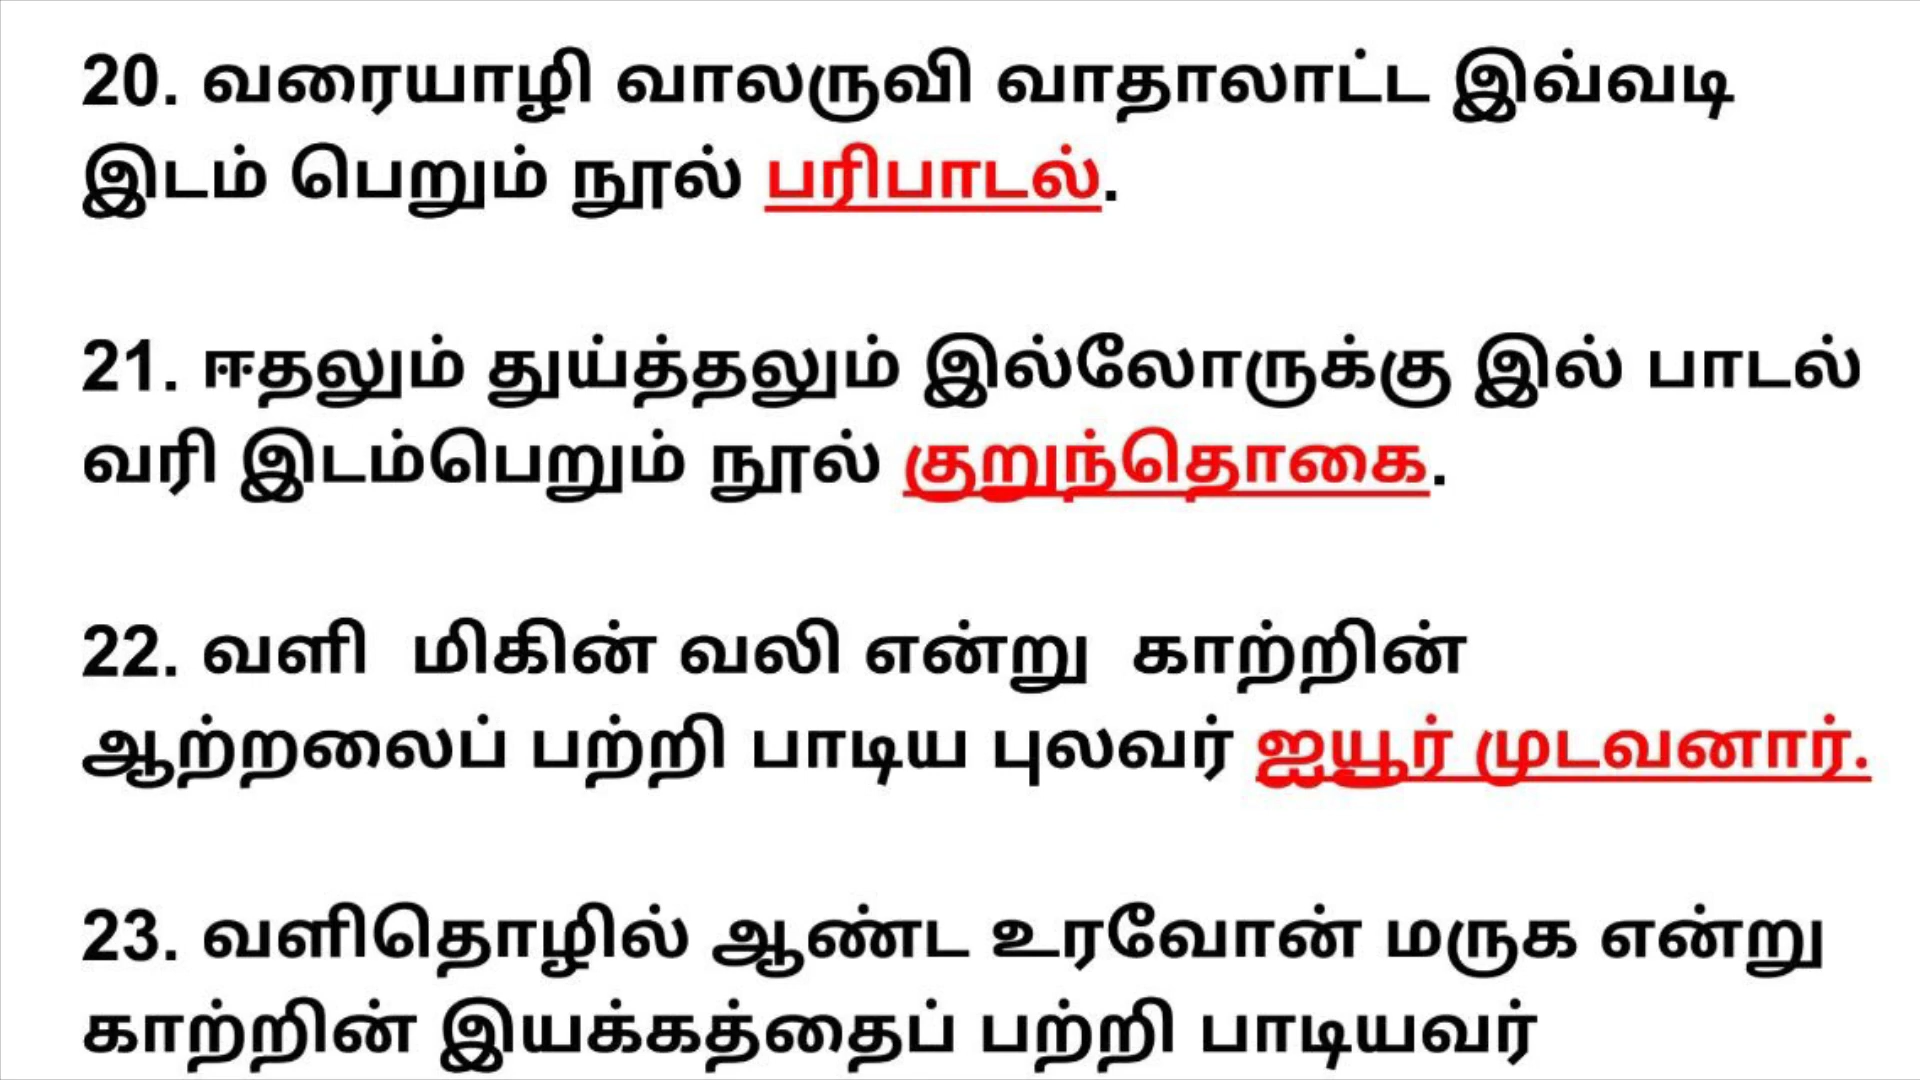 20. வரையாழி வாலருவி வாதாலாட்ட இவ்வடி
இடம் பெறும் நூல் பரிபாடல்.
21. ஈதலும் துய்த்தலும் இல்லோருக்கு இல் பாடல்
வரி இடம்பெறும் நூல் குறுந்தொகை.
22. வளி மிகின் வலி என்று காற்றின்
ஆற்றலைப் பற்றி பாடிய புலவர் ஐயூர் முடவனார்.
23. வளிதொழில் ஆண்ட உரவோன் மருக என்று
காற்றின் இயக்கத்தைப் பற்றி பாடியவர்